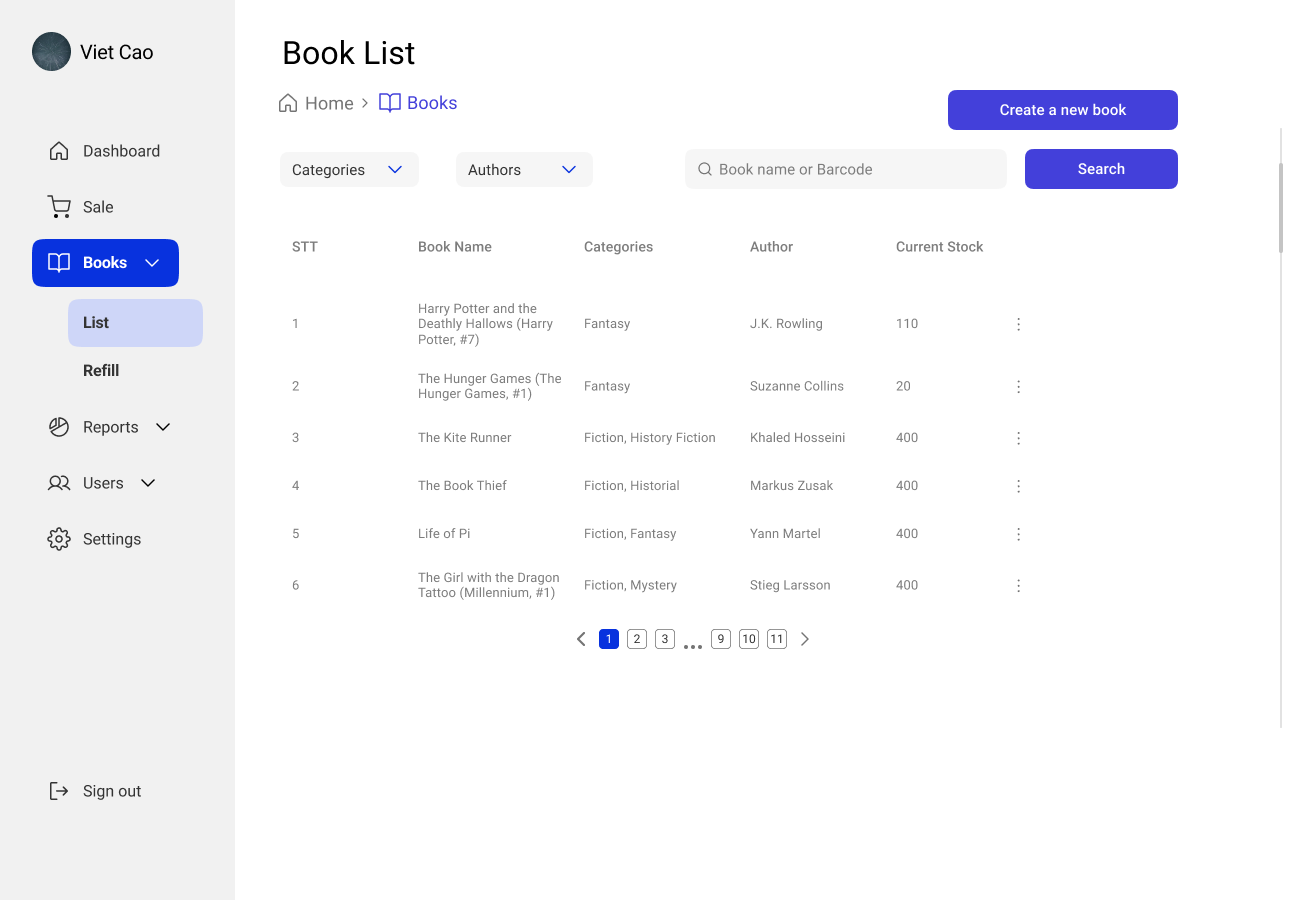 Viet Cao
Dashboard
Sale
Books
List
Refill
Reports
Users
Settings
Sign out
Book List
Home
Books
Create a new book
Categories
Authors
Book name or Barcode
Search
STT Book Name Categories Author Current Stock
1 Harry Potter and the Deathly Hallows (Harry Potter, #7) Fantasy J.K. Rowling 110
2 The Hunger Games (The Hunger Games, #1) Fantasy Suzanne Collins 20
3 The Kite Runner Fiction, History Fiction Khaled Hosseini 400
4 The Book Thief Fiction, Historial Markus Zusak 400
5 Life of Pi Fiction, Fantasy Yann Martel 400
6 The Girl with the Dragon Tattoo (Millennium, #1) Fiction, Mystery Stieg Larsson 400
1 2 3 ... 9 10 11